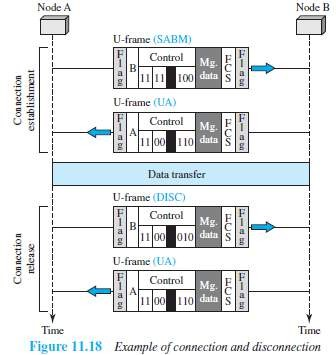 Node A
Node B
U-frame (SABM)
Flag
B
Control
11 11 100
Mg. data
FCS
Flag
Connection establishment
U-frame (UA)
Flag
A
Control
11 00 110
Mg. data
FCS
Flag
Data transfer
U-frame (DISC)
Flag
B
Control
11 00 010
Mg. data
FCS
Flag
Connection release
U-frame (UA)
Flag
A
Control
11 00 110
Mg. data
FCS
Flag
Time
Time
Figure 11.18 Example of connection and disconnection